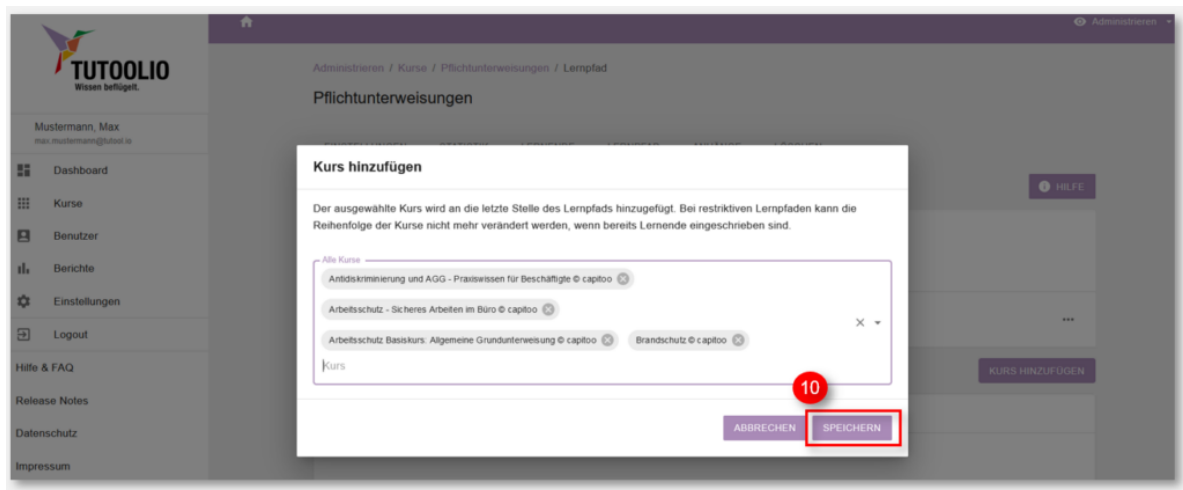 TUTOOLIO
Wissen beflügelt.
Administrieren
Mustermann, Max
max.mustermann@tutool.io
Dashboard
Kurse
Benutzer
Berichte
Einstellungen
Logout
Hilfe & FAQ
Release Notes
Datenschutz
Impressum
Administrieren / Kurse / Pflichtunterweisungen / Lernpfad
Pflichtunterweisungen
HILFE
Kurs hinzufügen
Der ausgewählte Kurs wird an die letzte Stelle des Lernpfads hinzugefügt. Bei restriktiven Lernpfaden kann die
Reihenfolge der Kurse nicht mehr verändert werden, wenn bereits Lernende eingeschrieben sind.
Alle Kurse
Antidiskriminierung und AGG - Praxiswissen für Beschäftigte © capitoo
Arbeitsschutz - Sicheres Arbeiten im Büro © capitoo
Arbeitsschutz Basiskurs: Allgemeine Grundunterweisung © capitoo Brandschutz © capitoo
Kurs
KURS HINZUFÜGEN
10
ABBRECHEN SPEICHERN